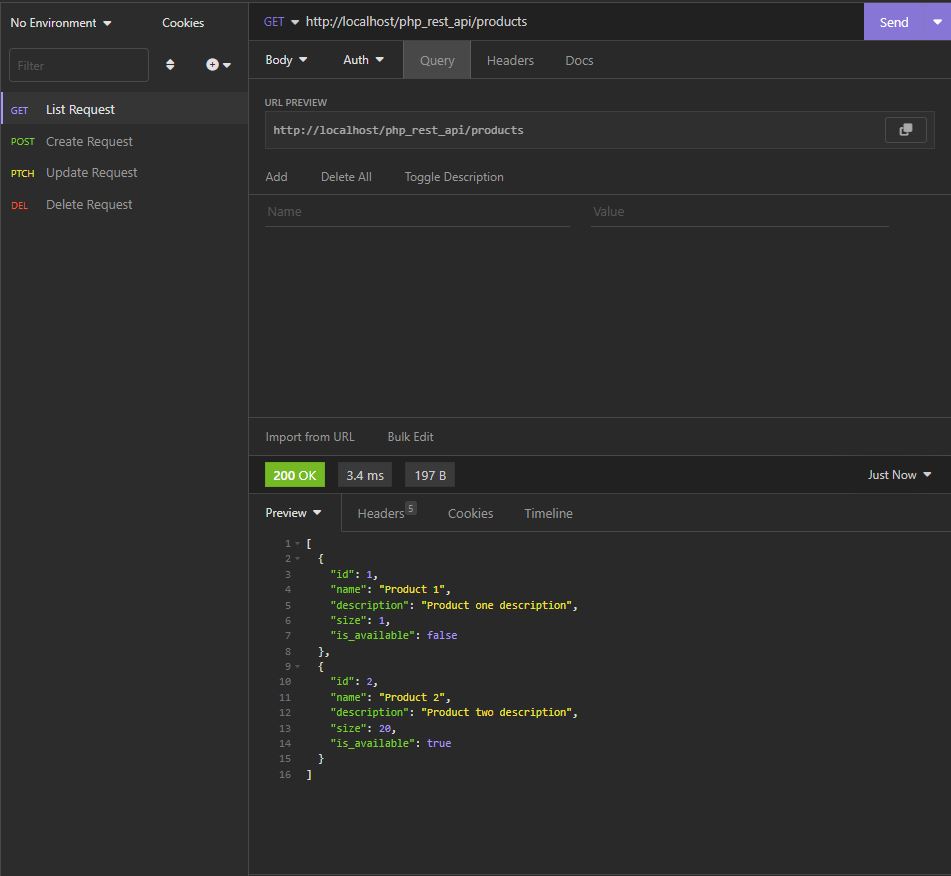 No Environment Cookies
Filter
GET List Request
POST Create Request
PTCH Update Request
DEL Delete Request
GET http://localhost/php_rest_api/products Send
Body Auth Query Headers Docs
URL PREVIEW
http://localhost/php_rest_api/products
Add Delete All Toggle Description
Name Value
Import from URL Bulk Edit
200 OK 3.4 ms 197 B Just Now
Preview Headers 5 Cookies Timeline
1 [
2 {
3 "id": 1,
4 "name": "Product 1",
5 "description": "Product one description",
6 "size": 1,
7 "is_available": false
8 },
9 {
10 "id": 2,
11 "name": "Product 2",
12 "description": "Product two description",
13 "size": 20,
14 "is_available": true
15 }
16 ]